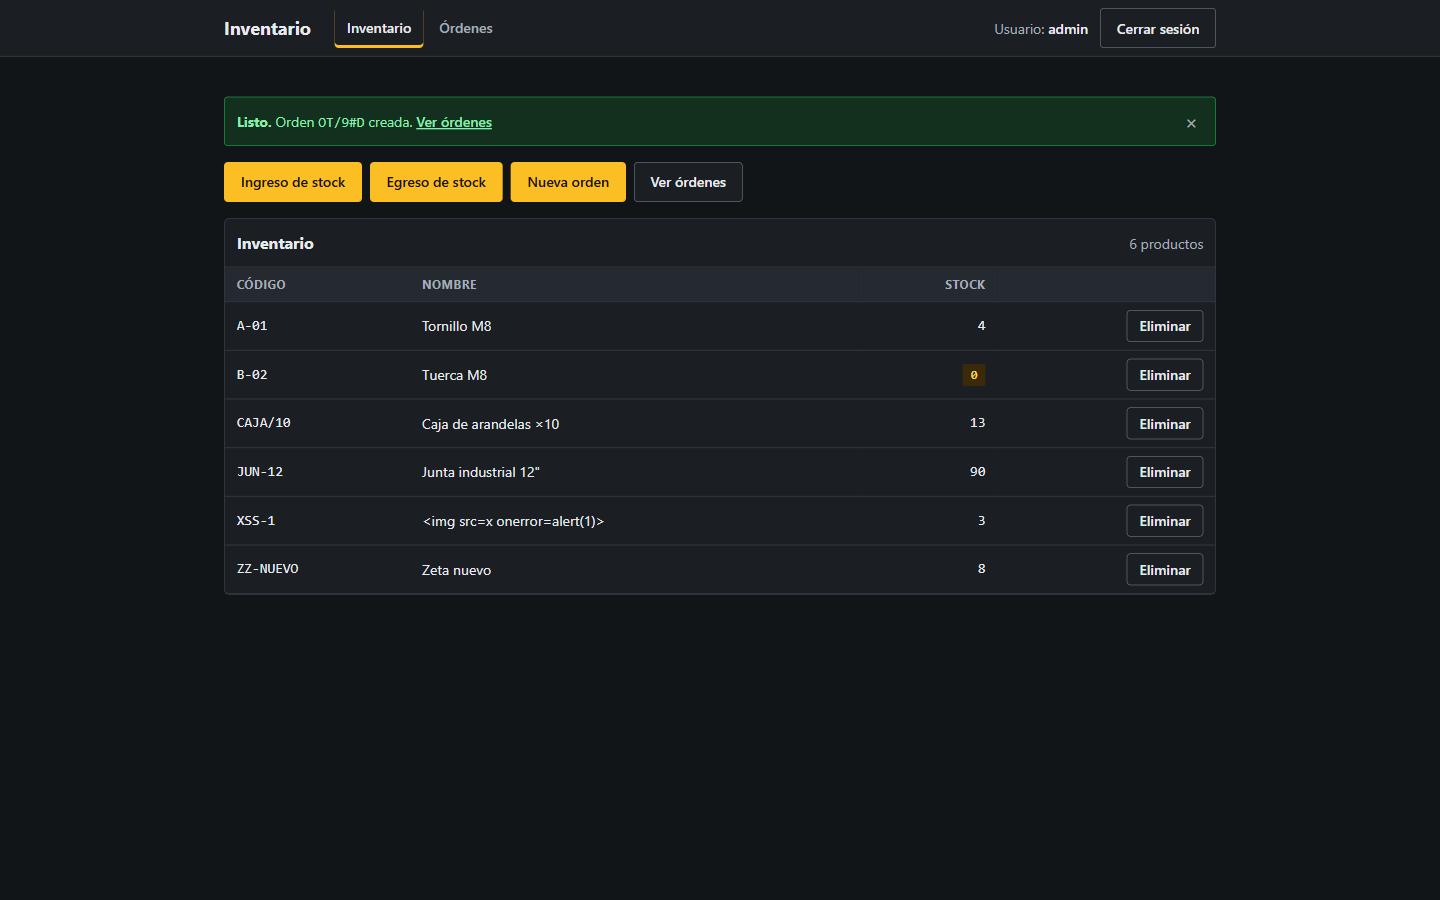 Inventario Inventario Órdenes Usuario: admin Cerrar sesión
Listo. Orden OT/9#D creada. Ver órdenes ×
Ingreso de stock Egreso de stock Nueva orden Ver órdenes
Inventario 6 productos
CÓDIGO NOMBRE STOCK
A-01 Tornillo M8 4 Eliminar
B-02 Tuerca M8 0 Eliminar
CAJA/10 Caja de arandelas ×10 13 Eliminar
JUN-12 Junta industrial 12" 90 Eliminar
XSS-1 <img src=x onerror=alert(1)> 3 Eliminar
ZZ-NUEVO Zeta nuevo 8 Eliminar